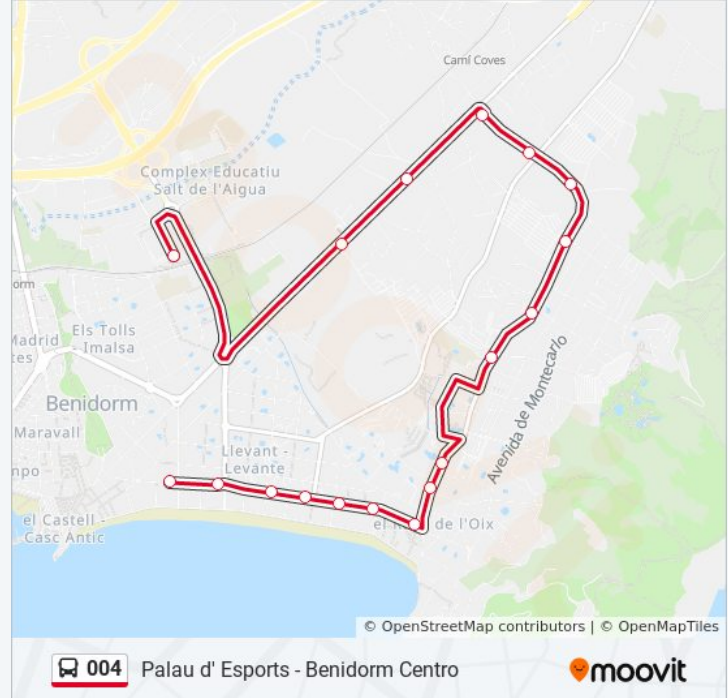 Camí Coves
Complex Educatiu
Salt de l'Aigua
orm
Els Tolls
- Imalsa
Madrid
tes
Benidorm
Maravall
npo
Llevant -
Levante
Avenida de Montecarlo
el Castell -
Casc Antic
el R de l'Oix
© OpenStreetMap contributors | © OpenMapTiles
004 Palau d' Esports - Benidorm Centro
moovit